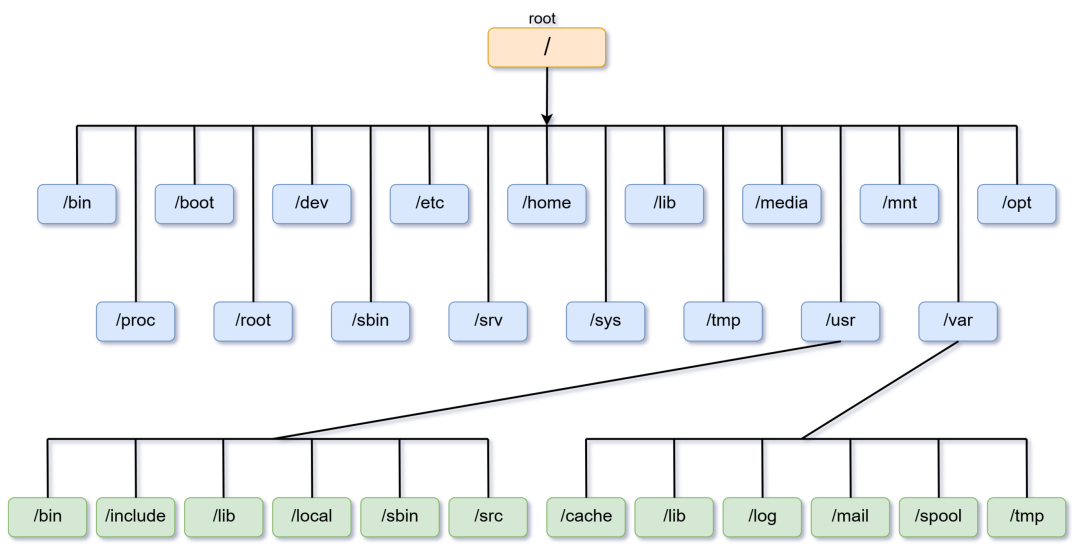 root
/
/bin
/boot
/dev
/etc
/home
/lib
/media
/mnt
/opt
/proc
/root
/sbin
/srv
/sys
/tmp
/usr
/var
/bin
/include
/lib
/local
/sbin
/src
/cache
/lib
/log
/mail
/spool
/tmp